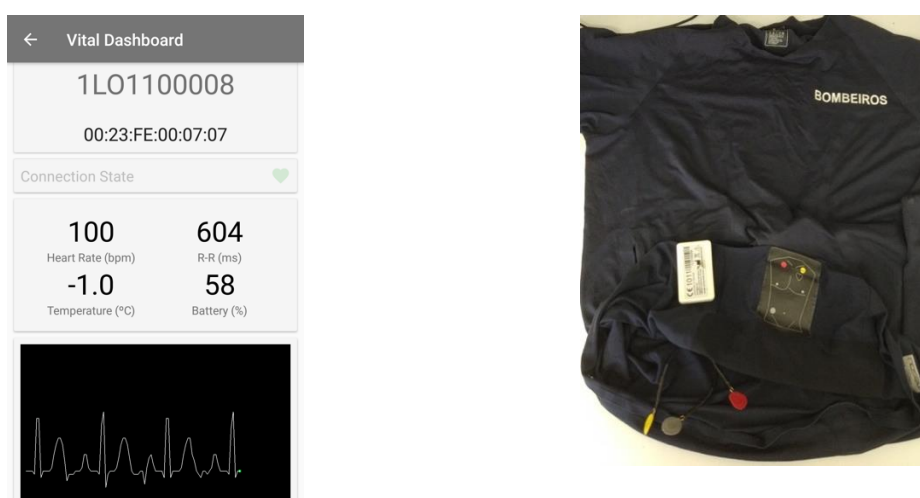 Vital Dashboard
1LO1100008
00:23:FE:00:07:07
Connection State
100
604
Heart Rate (bpm)
R-R (ms)
-1.0
58
Temperature (ºC)
Battery (%)
BOMBEIROS